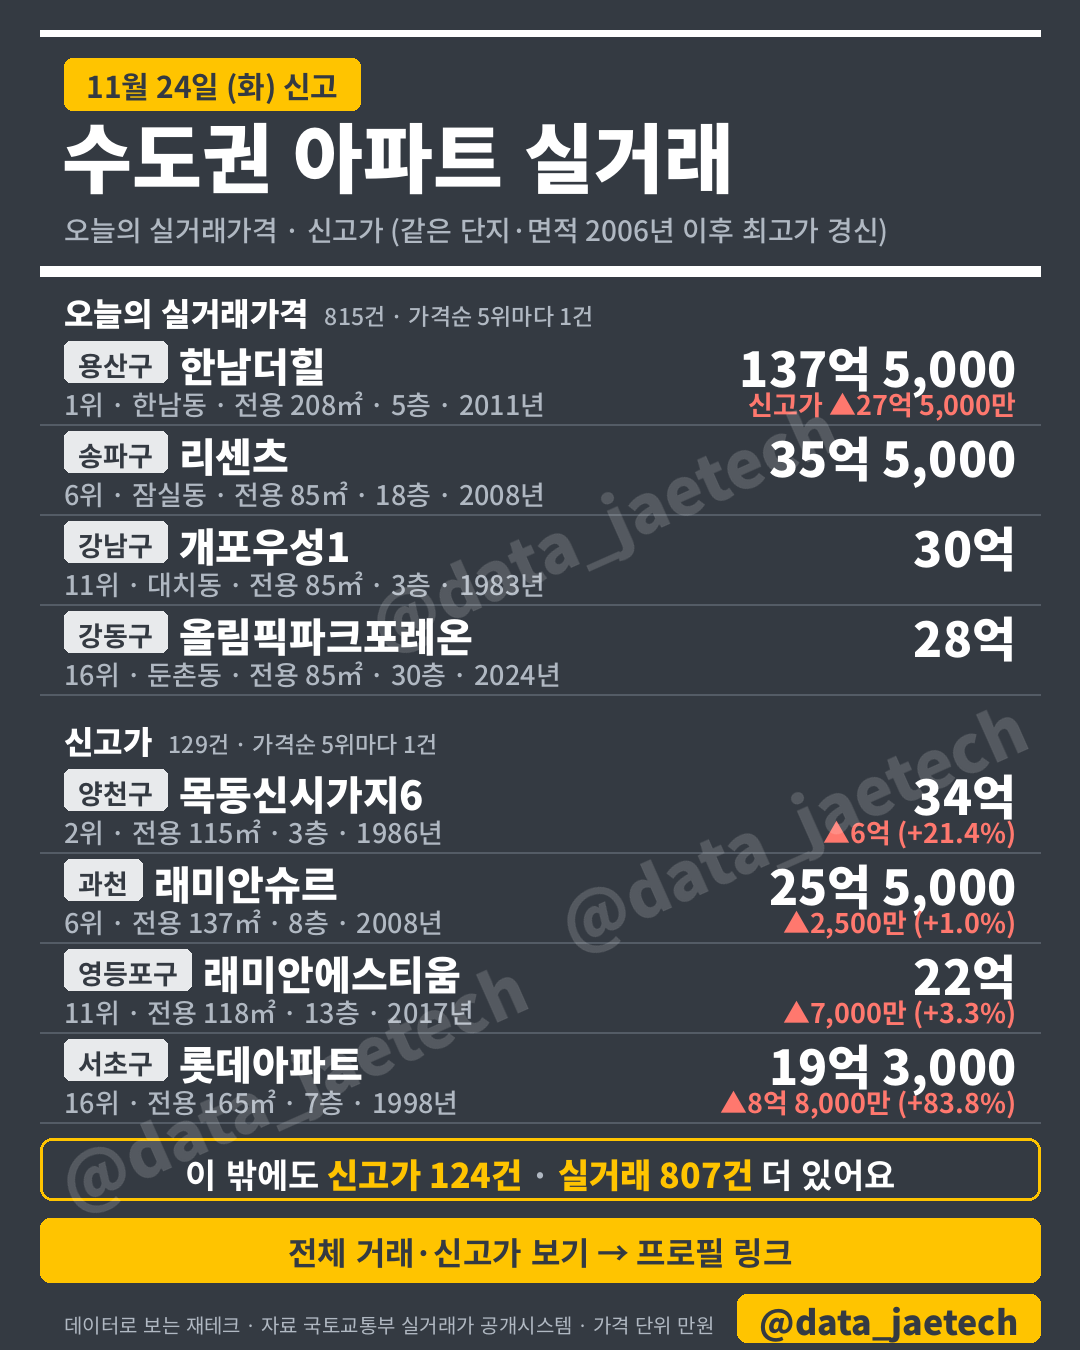 11월 24일 (화) 신고
수도권 아파트 실거래
오늘의 실거래가격 · 신고가 (같은 단지·면적 2006년 이후 최고가 경신)
오늘의 실거래가격 815건 · 가격순 5위마다 1건
용산구 한남더힐 137억 5,000
1위 · 한남동 · 전용 208㎡ · 5층 · 2011년 신고가 ▲27억 5,000만
송파구 리센츠 35억 5,000
6위 · 잠실동 · 전용 85㎡ · 18층 · 2008년
강남구 개포우성1 30억
11위 · 대치동 · 전용 85㎡ · 3층 · 1983년
강동구 올림픽파크포레온 28억
16위 · 둔촌동 · 전용 85㎡ · 30층 · 2024년
신고가 129건 · 가격순 5위마다 1건
양천구 목동신시가지6 34억
2위 · 전용 115㎡ · 3층 · 1986년 ▲6억 (+21.4%)
과천 래미안슈르 25억 5,000
6위 · 전용 137㎡ · 8층 · 2008년 ▲2,500만 (+1.0%)
영등포구 래미안에스티움 22억
11위 · 전용 118㎡ · 13층 · 2017년 ▲7,000만 (+3.3%)
서초구 롯데아파트 19억 3,000
16위 · 전용 165㎡ · 7층 · 1998년 ▲8억 8,000만 (+83.8%)
이 밖에도 신고가 124건 · 실거래 807건 더 있어요
전체 거래·신고가 보기 → 프로필 링크
데이터로 보는 재테크 · 자료 국토교통부 실거래가 공개시스템 · 가격 단위 만원 @data_jaetech
@data_jaetech
@data_jaetech
@data_jaetech